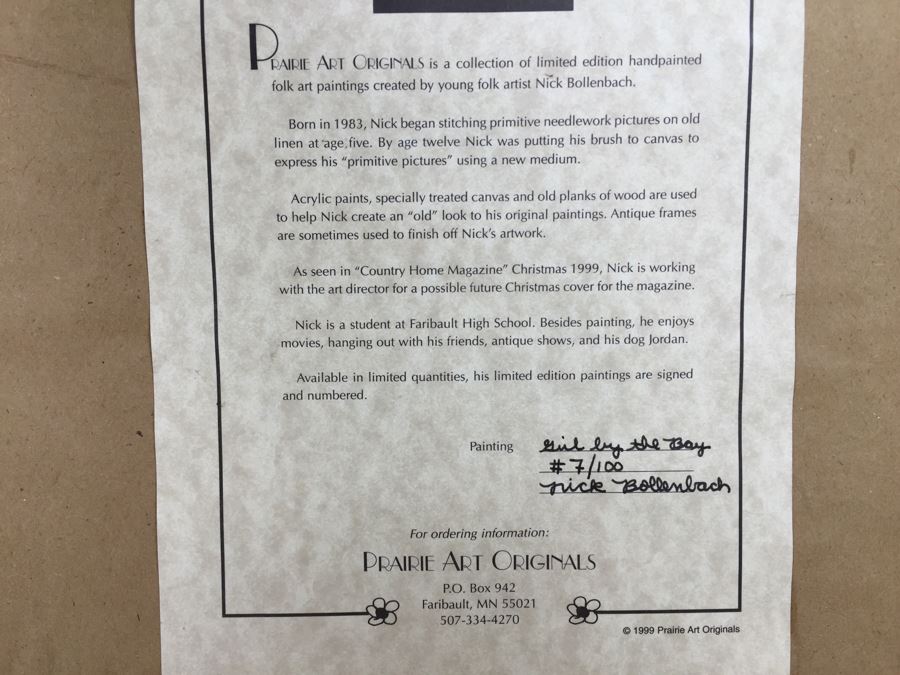 PRAIRIE ART ORIGINALS is a collection of limited edition handpainted
folk art paintings created by young folk artist Nick Bollenbach.
Born in 1983, Nick began stitching primitive needlework pictures on old
linen at age five. By age twelve Nick was putting his brush to canvas to
express his “primitive pictures” using a new medium.
Acrylic paints, specially treated canvas and old planks of wood are used
to help Nick create an “old” look to his original paintings. Antique frames
are sometimes used to finish off Nick’s artwork.
As seen in “Country Home Magazine” Christmas 1999, Nick is working
with the art director for a possible future Christmas cover for the magazine.
Nick is a student at Faribault High School. Besides painting, he enjoys
movies, hanging out with his friends, antique shows, and his dog Jordan.
Available in limited quantities, his limited edition paintings are signed
and numbered.
Painting Girl by the Bay
# 7/100
Nick Bollenbach
For ordering information:
PRAIRIE ART ORIGINALS
P.O. Box 942
Faribault, MN 55021
507-334-4270
© 1999 Prairie Art Originals